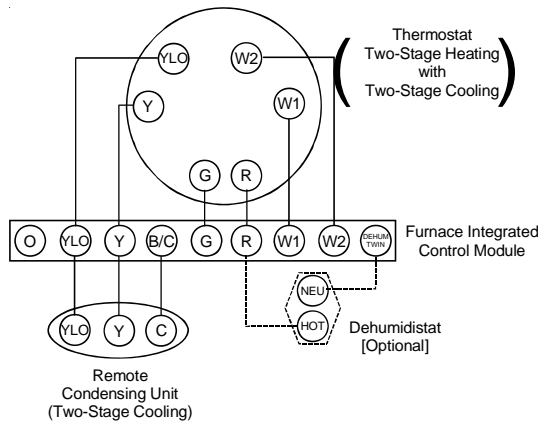 Thermostat
Two-Stage Heating
with
Two-Stage Cooling
YLO
W2
Y
W1
G
R
O
YLO
Y
B/C
G
R
W1
W2
DEHUM
TWIN
Furnace Integrated
Control Module
NEU
HOT
Dehumidistat
[Optional]
YLO
Y
C
Remote
Condensing Unit
(Two-Stage Cooling)